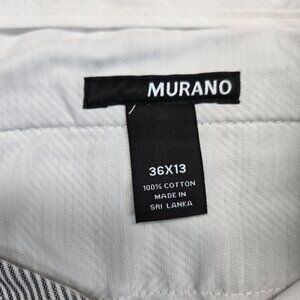 MURANO
36X13
100% COTTON
MADE IN
SRI LANKA